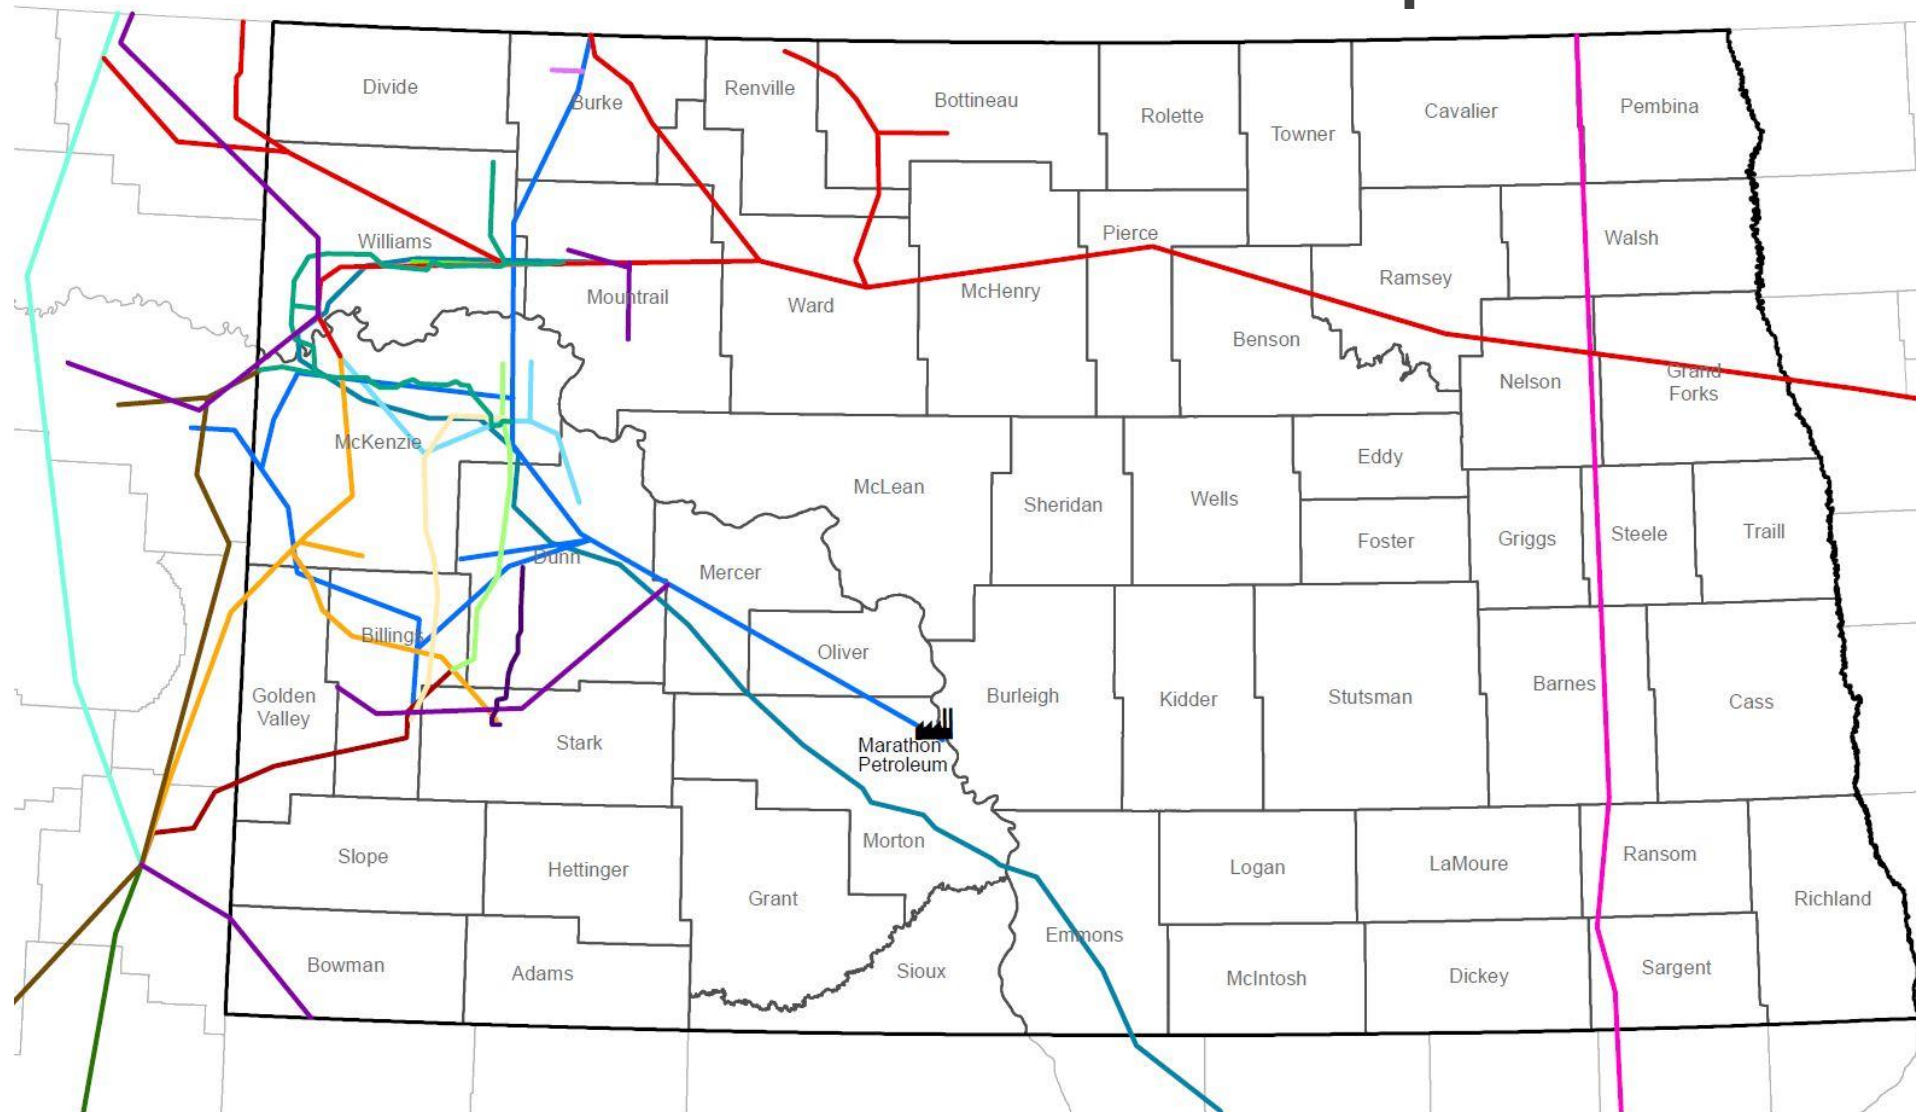 Divide
Burke
Renville
Bottineau
Rolette
Towner
Cavalier
Pembina
Williams
Mountrail
Ward
McHenry
Pierce
Benson
Ramsey
Walsh
Nelson
Grand
Forks
McKenzie
McLean
Sheridan
Wells
Eddy
Foster
Griggs
Steele
Traill
Dunn
Mercer
Oliver
Billings
Golden
Valley
Stark
Marathon
Petroleum
Burleigh
Kidder
Stutsman
Barnes
Cass
Slope
Hettinger
Grant
Morton
Logan
LaMoure
Ransom
Richland
Bowman
Adams
Sioux
Emmons
McIntosh
Dickey
Sargent